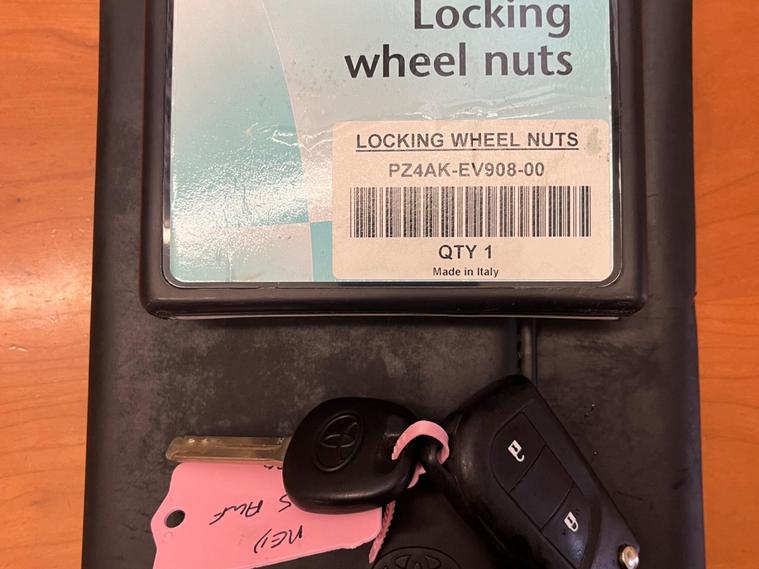 Locking
wheel nuts
LOCKING WHEEL NUTS
PZ4AK-EV908-00
QTY 1
Made in Italy